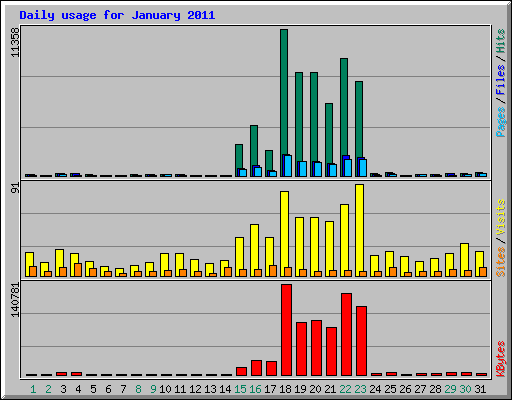 Daily usage for January 2011
11358
Pages / Files / Hits
91
Sites / Visits
140781
KBytes
1 2 3 4 5 6 7 8 9 10 11 12 13 14 15 16 17 18 19 20 21 22 23 24 25 26 27 28 29 30 31